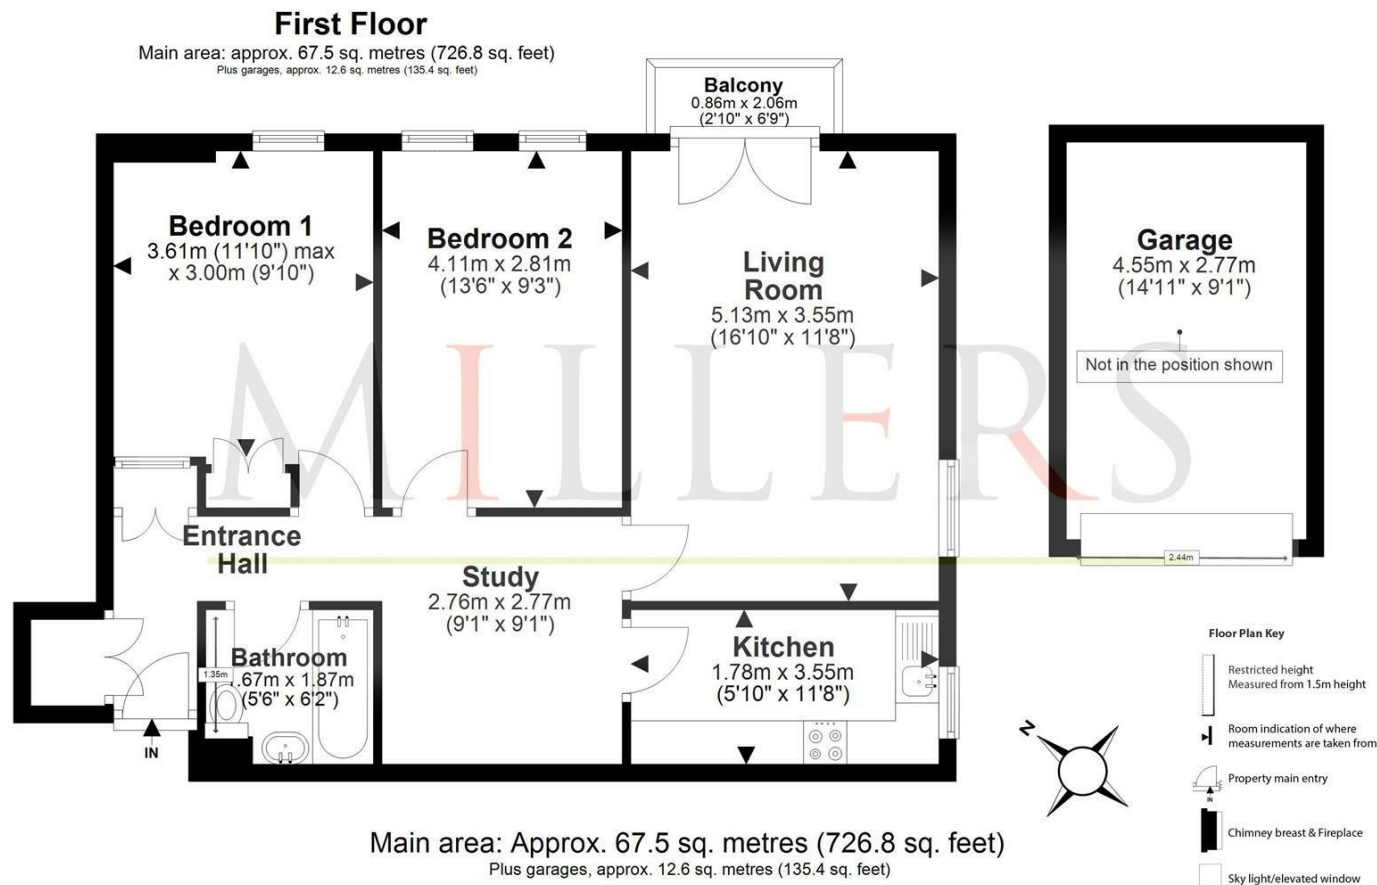 First Floor
Main area: approx. 67.5 sq. metres (726.8 sq. feet)
Plus garages, approx. 12.6 sq. metres (135.4 sq. feet)
Balcony
0.86m x 2.06m
(2'10" x 6'9")
Bedroom 1
3.61m (11'10") max
x 3.00m (9'10")
Bedroom 2
4.11m x 2.81m
(13'6" x 9'3")
Living
Room
5.13m x 3.55m
(16'10" x 11'8")
Garage
4.55m x 2.77m
(14'11" x 9'1")
Not in the position shown
2.44m
MILLERS
Entrance
Hall
Study
2.76m x 2.77m
(9'1" x 9'1")
Bathroom
.67m x 1.87m
(5'6" x 6'2")
1.35m
Kitchen
1.78m x 3.55m
(5'10" x 11'8")
IN
N
Floor Plan Key
Restricted height
Measured from 1.5m height
Room indication of where
measurements are taken from
Property main entry
IN
Chimney breast & Fireplace
Sky light/elevated window
Main area: Approx. 67.5 sq. metres (726.8 sq. feet)
Plus garages, approx. 12.6 sq. metres (135.4 sq. feet)